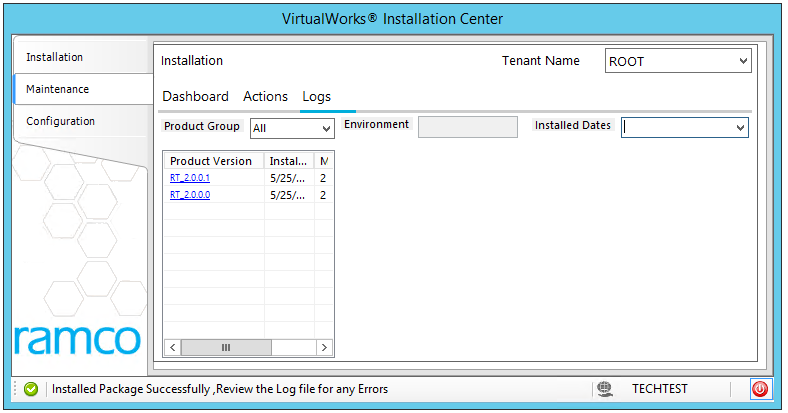 VirtualWorks® Installation Center
Installation
Maintenance
Configuration
Installation
Tenant Name
ROOT
Dashboard Actions Logs
Product Group
All
Environment
Installed Dates
Product Version Instal... M
RT_2.0.0.1 5/25/... 2
RT_2.0.0.0 5/25/... 2
ramco
Installed Package Successfully ,Review the Log file for any Errors
TECHTEST